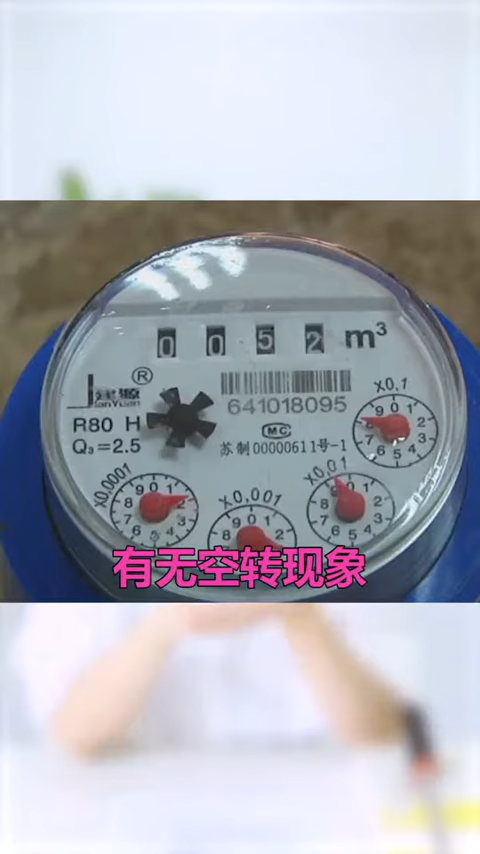 0 0 5 2 m³
建源®
JianYuan
R80 H
Q₃=2.5
641018095
MC
苏制00000611号-1
X0.1
X0.01
X0.001
X0.0001
有无空转现象